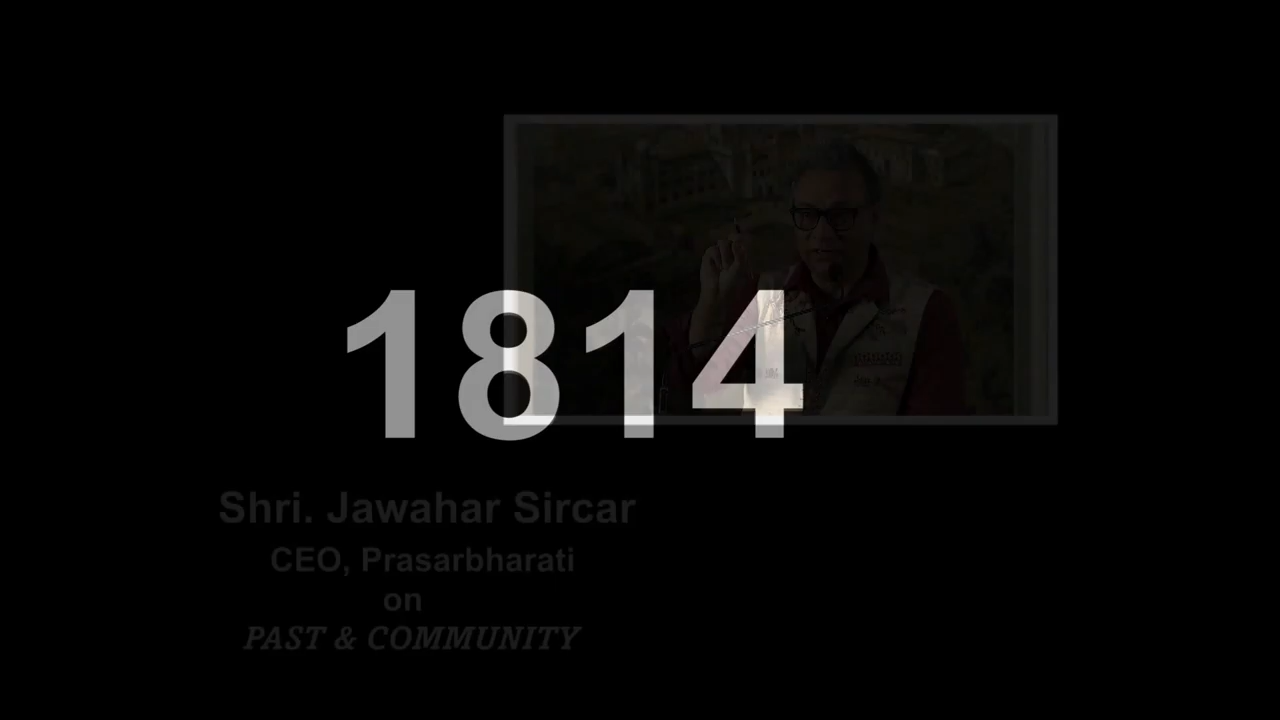 1814
Shri. Jawahar Sircar
CEO, Prasarbharati
on
PAST & COMMUNITY